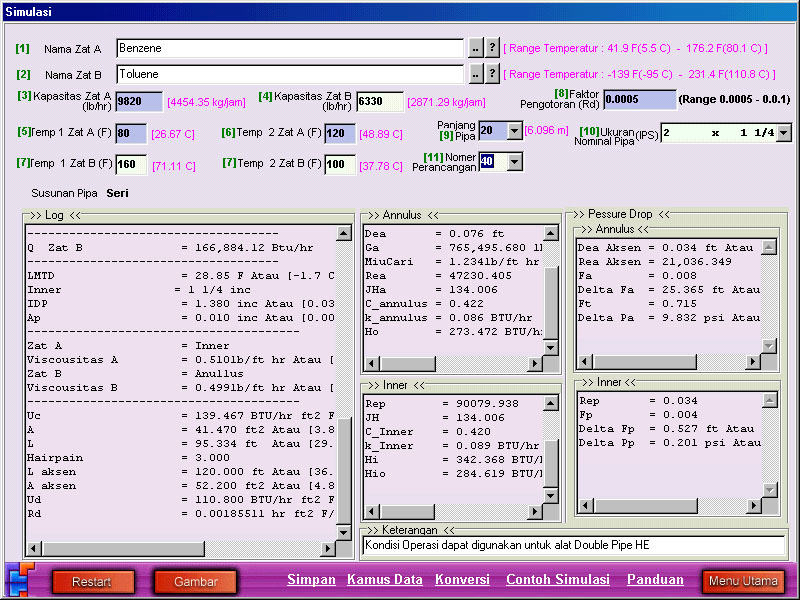 Simulasi
[1] Nama Zat A Benzene .. ? [ Range Temperatur : 41.9 F(5.5 C) - 176.2 F(80.1 C) ]
[2] Nama Zat B Toluene .. ? [ Range Temperatur : -139 F(-95 C) - 231.4 F(110.8 C) ]
[3] Kapasitas Zat A (lb/hr) 9820 [4454.35 kg/jam] [4] Kapasitas Zat B (lb/hr) 6330 [2871.29 kg/jam] [8] Faktor Pengotoran (Rd) 0.0005 (Range 0.0005 - 0.0.1)
[5] Temp 1 Zat A (F) 80 [26.67 C] [6] Temp 2 Zat A (F) 120 [48.89 C] Panjang [9] Pipa 20 [6.096 m] [10] Ukuran (IPS) Nominal Pipa 2 x 1 1/4
[7] Temp 1 Zat B (F) 160 [71.11 C] [7] Temp 2 Zat B (F) 100 [37.78 C] [11] Nomer Perancangan 40
Susunan Pipa Seri
>> Log <<
Q Zat B = 166,884.12 Btu/hr
LMTD = 28.85 F Atau [-1.7 C
Inner = 1 1/4 inc
IDP = 1.380 inc Atau [0.03
Ap = 0.010 inc Atau [0.00
Zat A = Inner
Viscousitas A = 0.510lb/ft hr Atau [
Zat B = Anullus
Viscousitas B = 0.499lb/ft hr Atau [
Uc = 139.467 BTU/hr ft2 F
A = 41.470 ft2 Atau [3.8
L = 95.334 ft Atau [29.
Hairpain = 3.000
L aksen = 120.000 ft Atau [36.
A aksen = 52.200 ft2 Atau [4.8
Ud = 110.800 BTU/hr ft2 F
Rd = 0.00185511 hr ft2 F/
>> Annulus <<
Dea = 0.076 ft
Ga = 765,495.680 lb
MiuCari = 1.234lb/ft hr
Rea = 47230.405
JHa = 134.006
C_annulus = 0.422
k_annulus = 0.086 BTU/hr
Ho = 273.472 BTU/h
>> Inner <<
Rep = 90079.938
JH = 134.006
C_Inner = 0.420
k_Inner = 0.089 BTU/hr
Hi = 342.368 BTU/
Hio = 284.619 BTU/
>> Pessure Drop <<
>> Annulus <<
Dea Aksen = 0.034 ft Atau
Rea Aksen = 21,036.349
Fa = 0.008
Delta Fa = 25.365 ft Atau
Ft = 0.715
Delta Pa = 9.832 psi Atau
>> Inner <<
Rep = 0.034
Fp = 0.004
Delta Fp = 0.527 ft Atau
Delta Pp = 0.201 psi Atau
>> Keterangan <<
Kondisi Operasi dapat digunakan untuk alat Double Pipe HE
Restart Gambar Simpan Kamus Data Konversi Contoh Simulasi Panduan Menu Utama